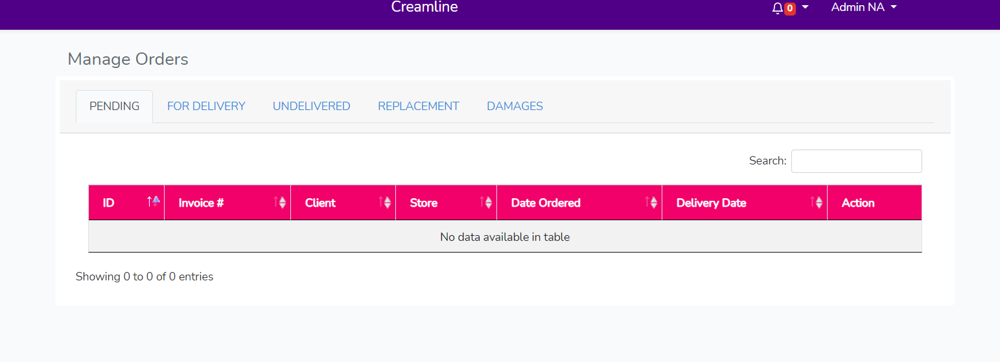 Creamline
0
Admin NA
Manage Orders
PENDING FOR DELIVERY UNDELIVERED REPLACEMENT DAMAGES
Search:
ID Invoice # Client Store Date Ordered Delivery Date Action
No data available in table
Showing 0 to 0 of 0 entries